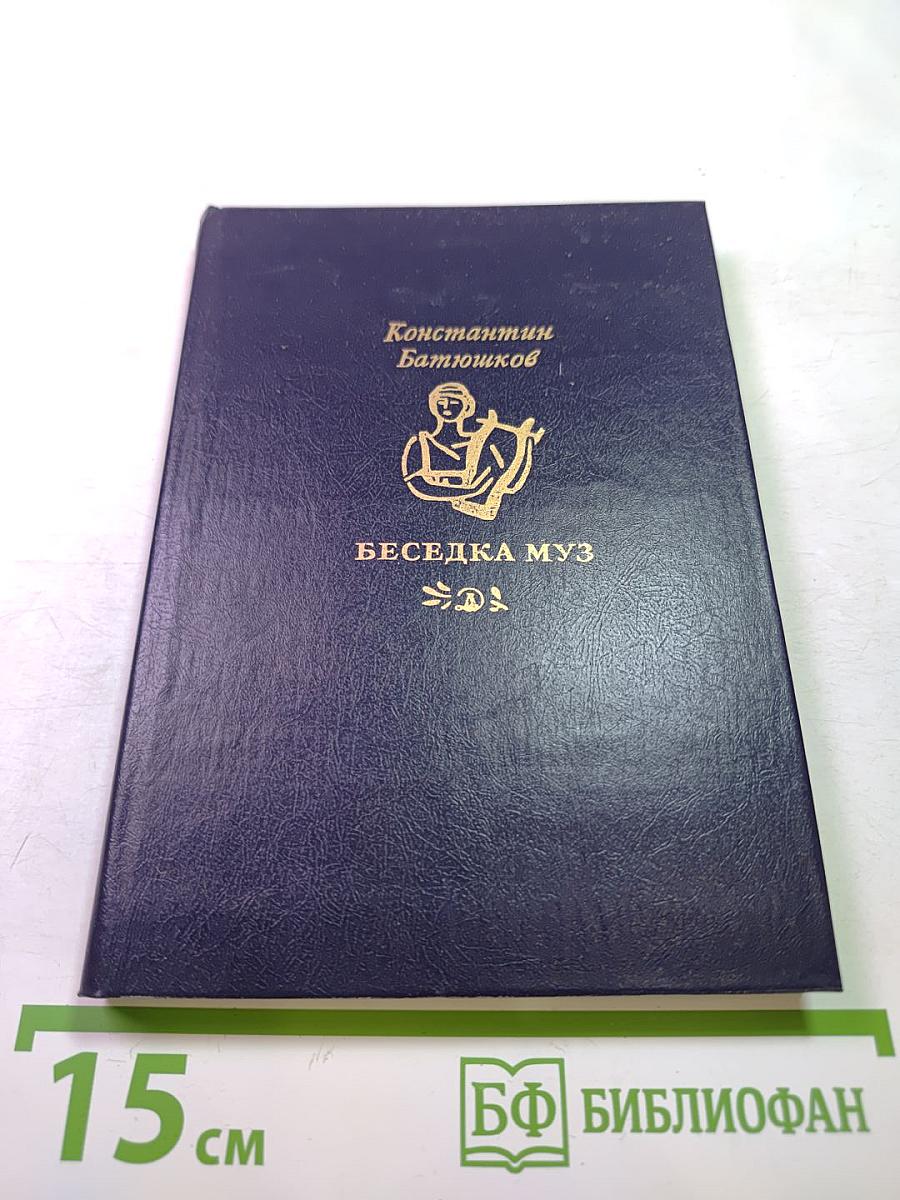 Константин
Батюшков
БЕСЕДКА МУЗ
Д
15 см
БФ БИБЛИОФАН